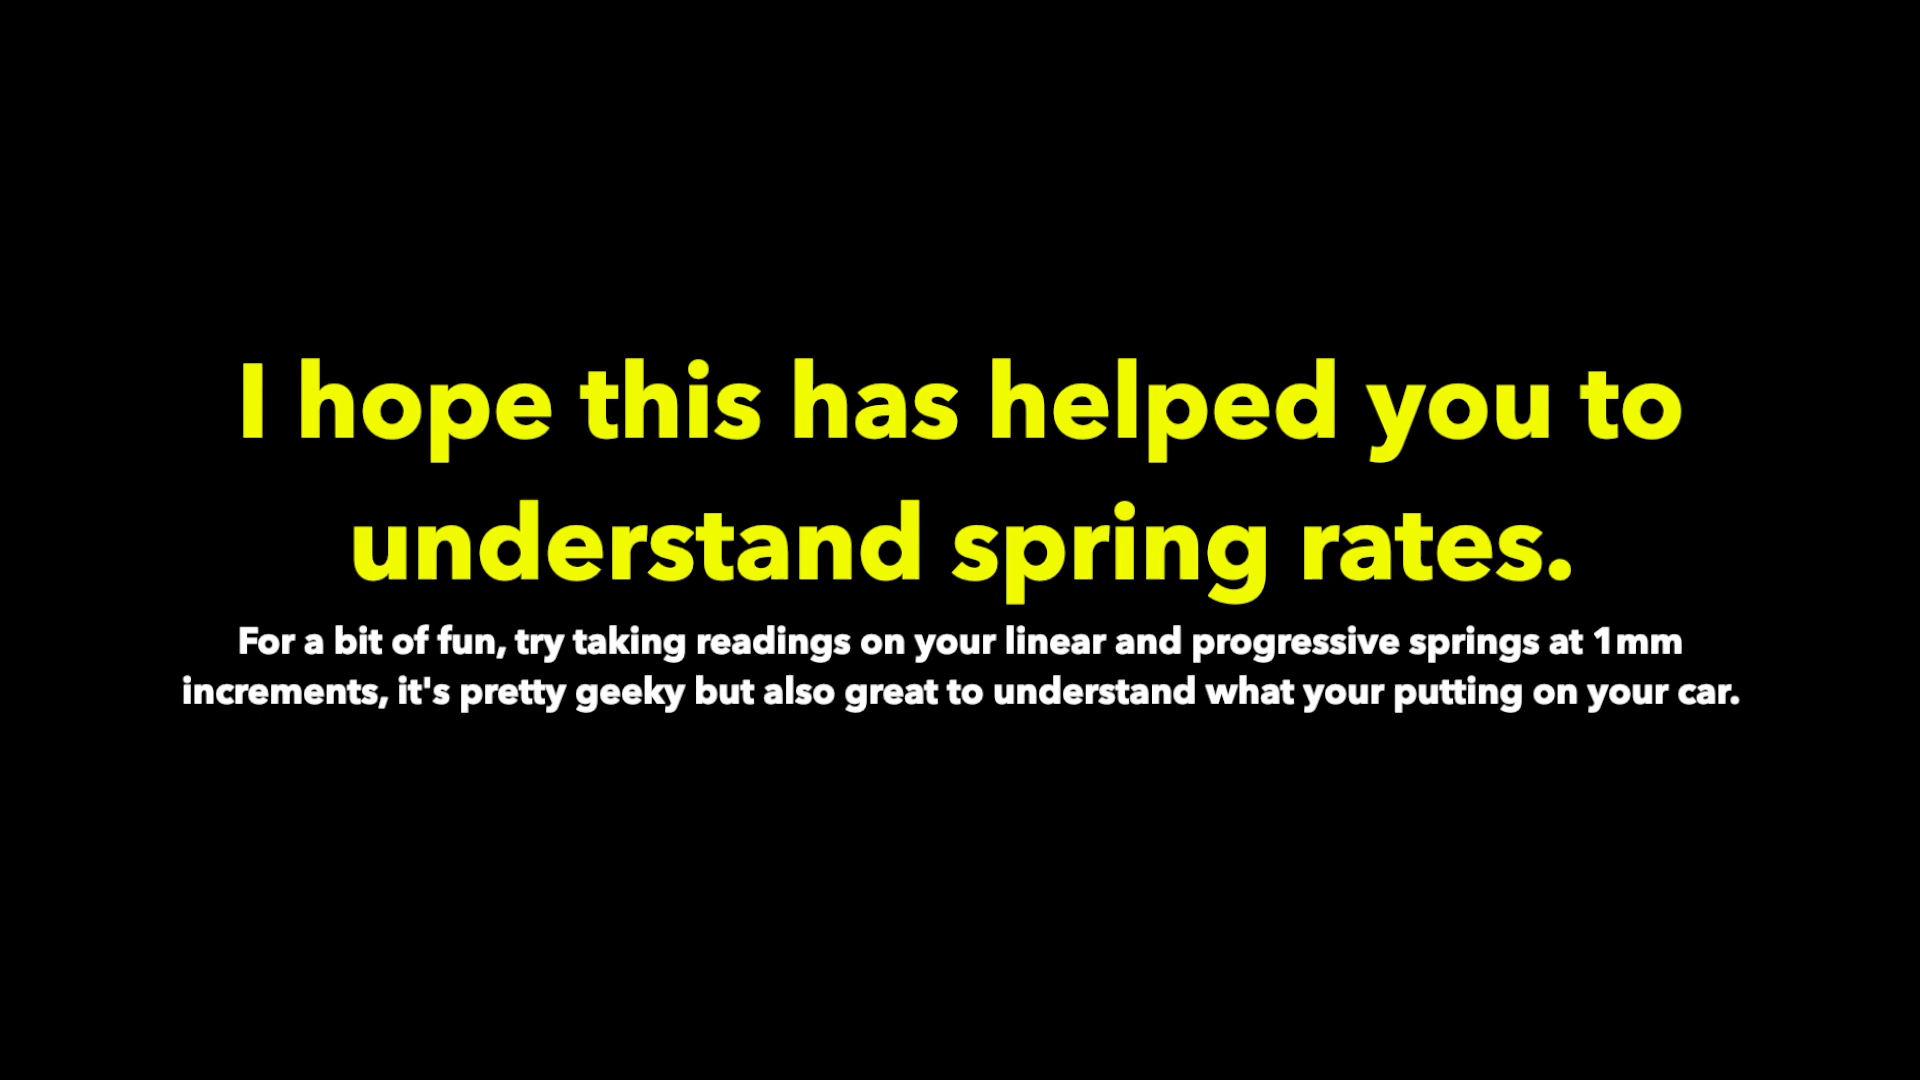 I hope this has helped you to
understand spring rates.
For a bit of fun, try taking readings on your linear and progressive springs at 1mm
increments, it's pretty geeky but also great to understand what your putting on your car.